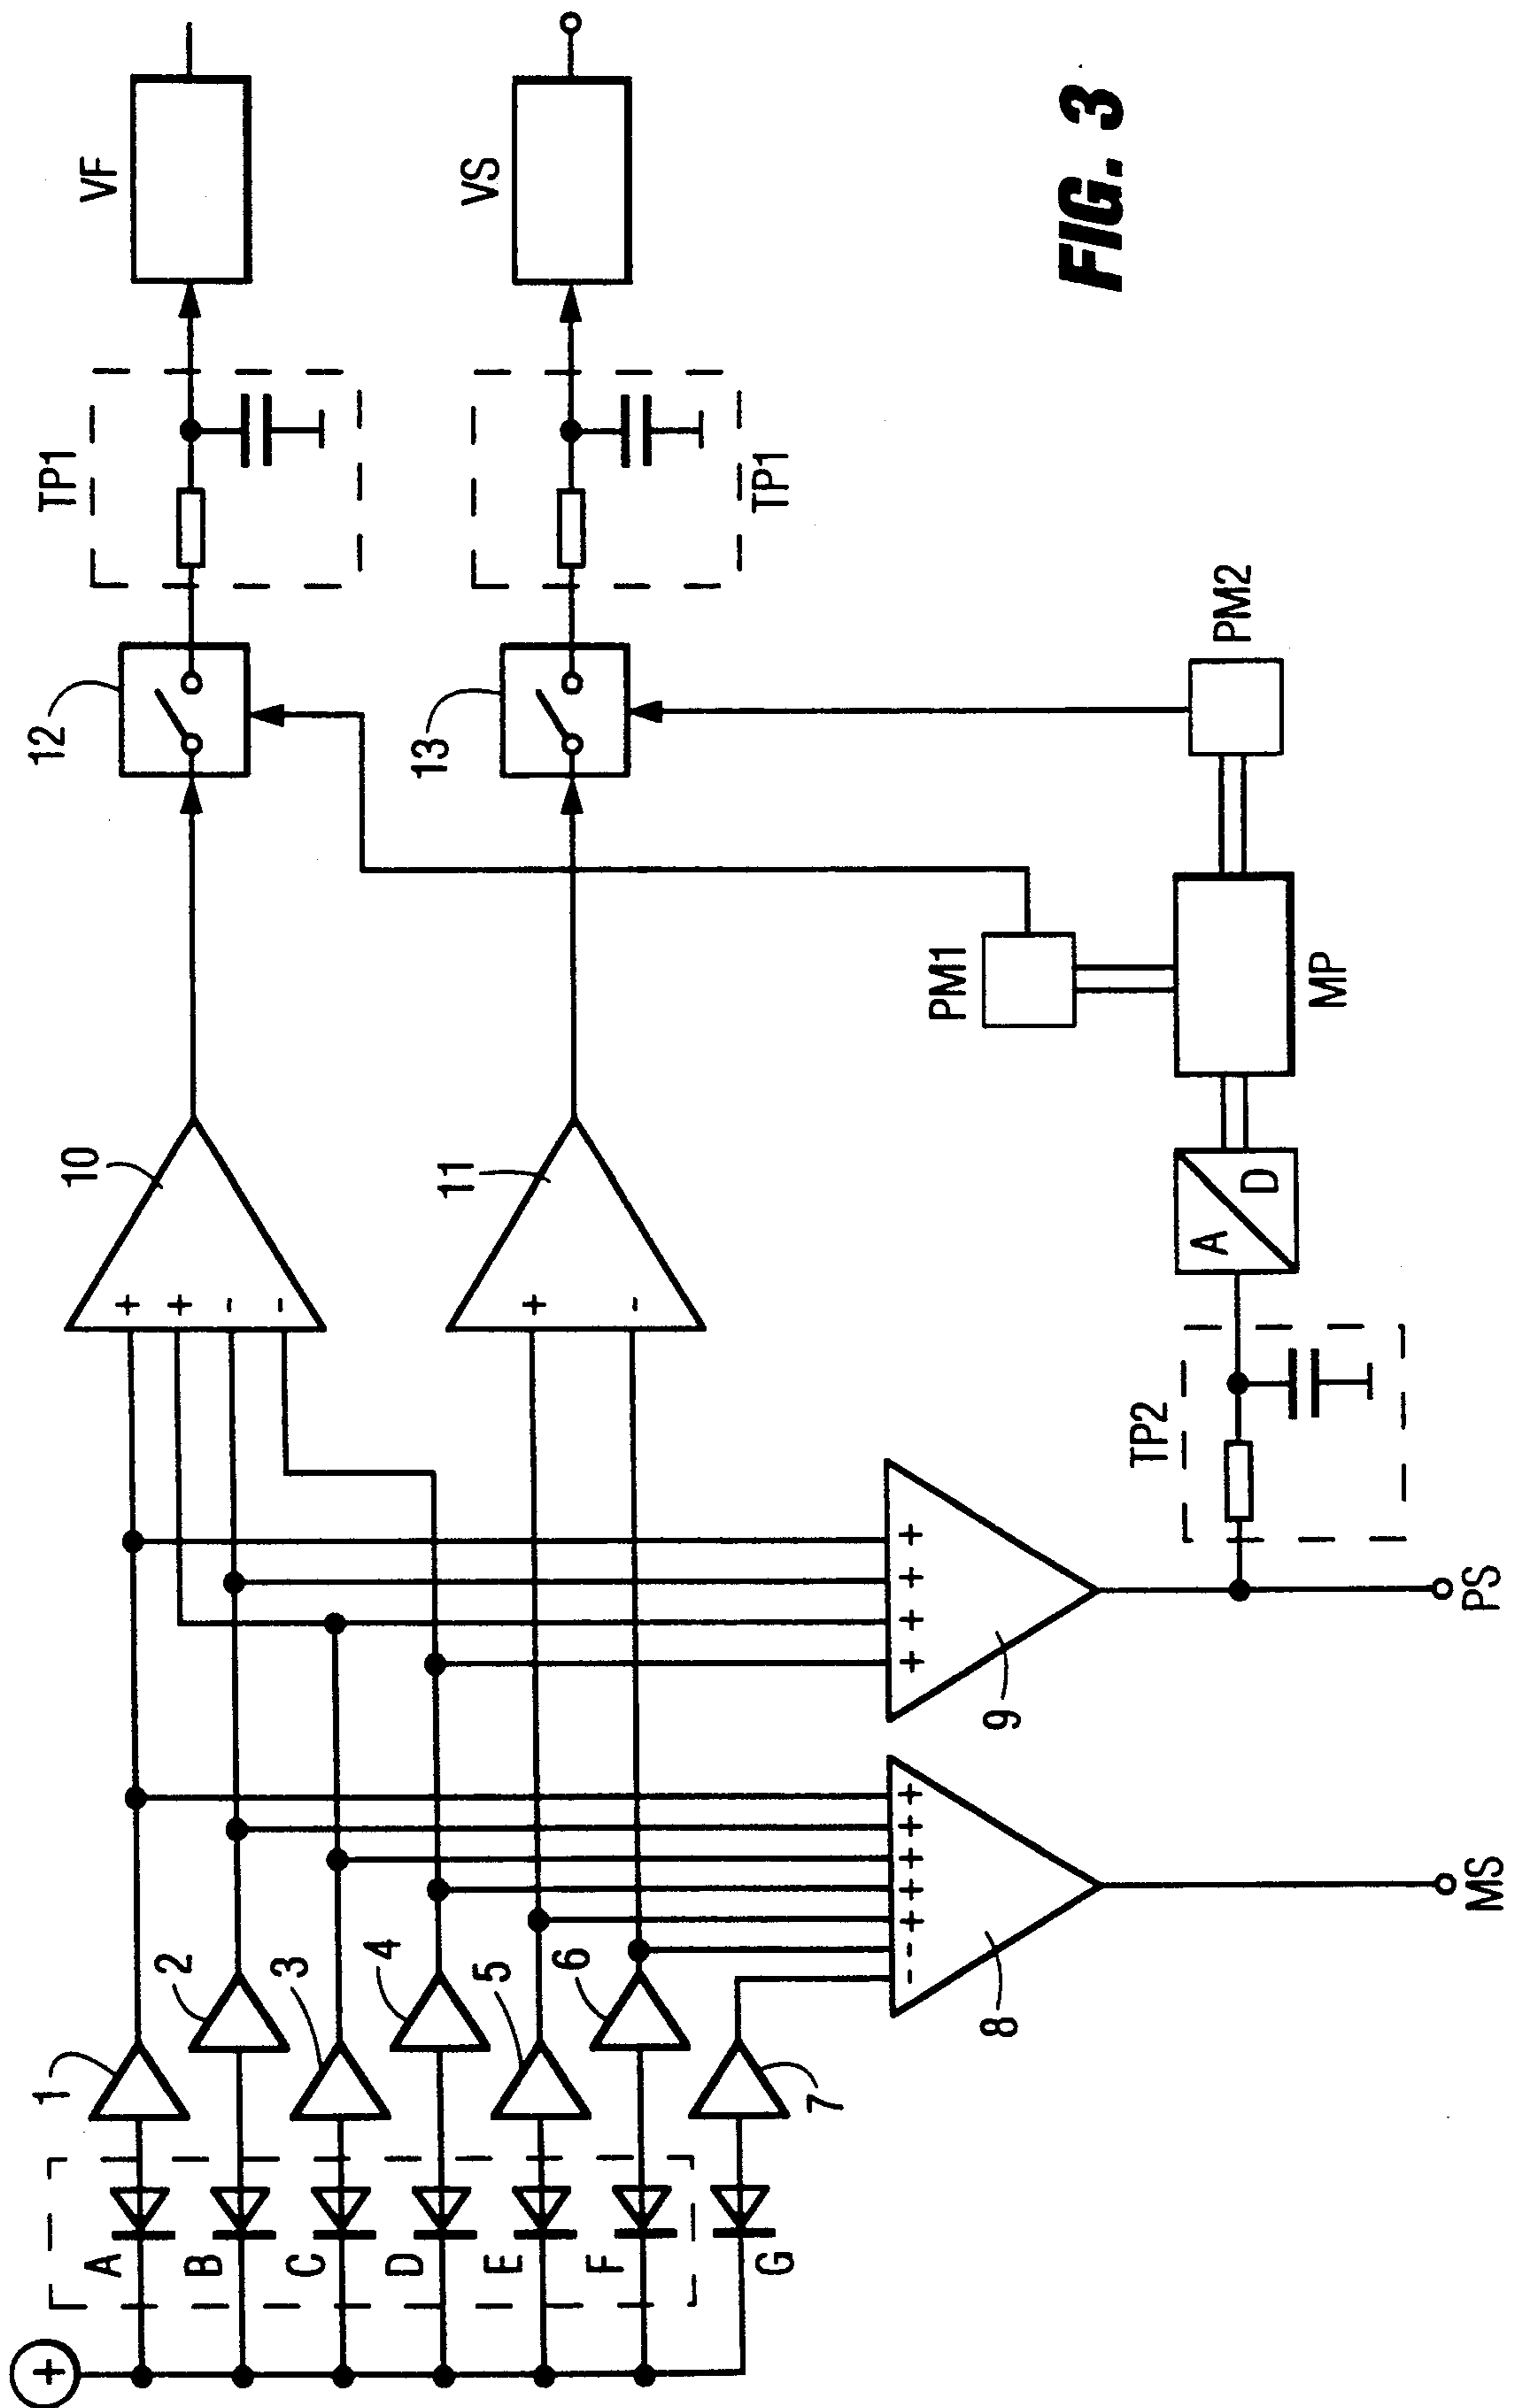 1
2
3
4
5
6
7
A
B
C
D
E
F
G
+
10
+
+
-
-
11
+
-
12
13
TP1
TP1
VF
VS
+
+
+
+
+
-
-
8
MS
+
+
+
+
9
PS
TP2
A
D
MP
PM1
PM2
FIG. 3